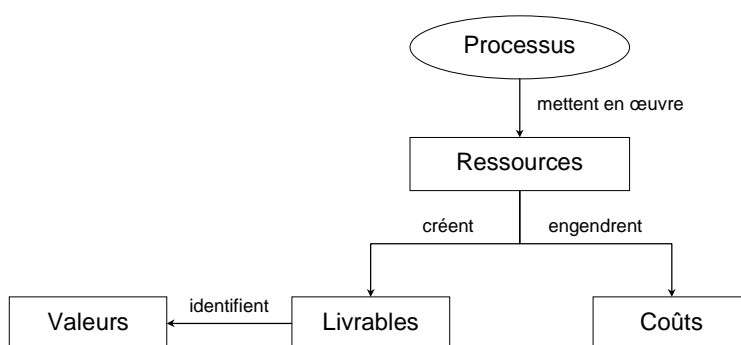 Processus
mettent en œuvre
Ressources
créent
engendrent
identifient
Valeurs
Livrables
Coûts